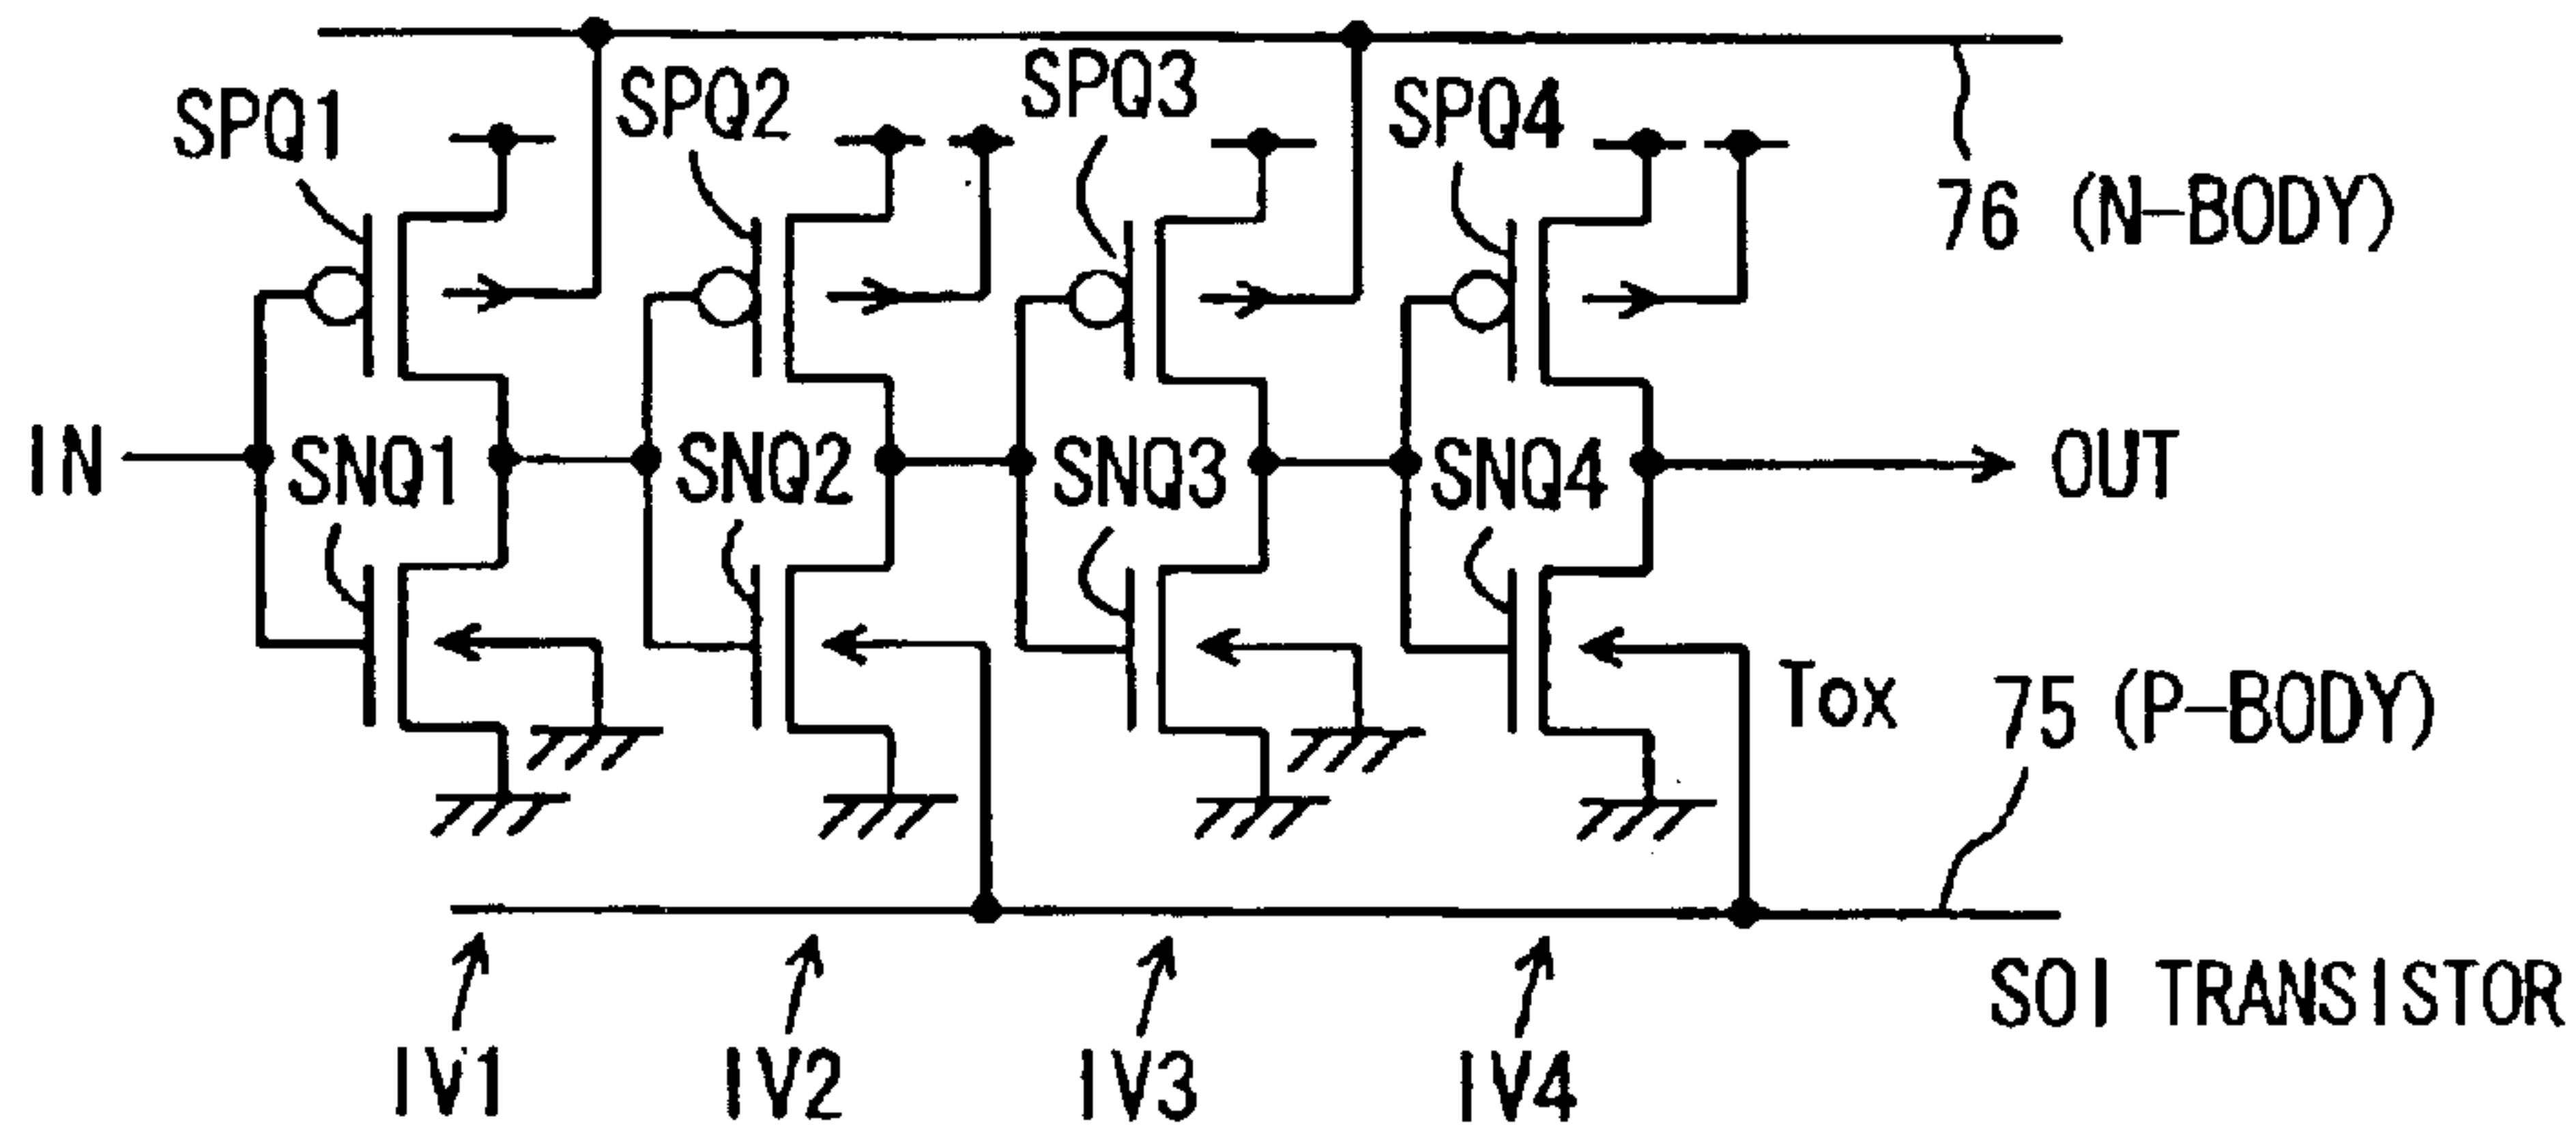 SPQ1
SPQ2
SPQ3
SPQ4
76 (N-BODY)
IN
SNQ1
SNQ2
SNQ3
SNQ4
OUT
Tox
75 (P-BODY)
SOI TRANSISTOR
IV1
IV2
IV3
IV4